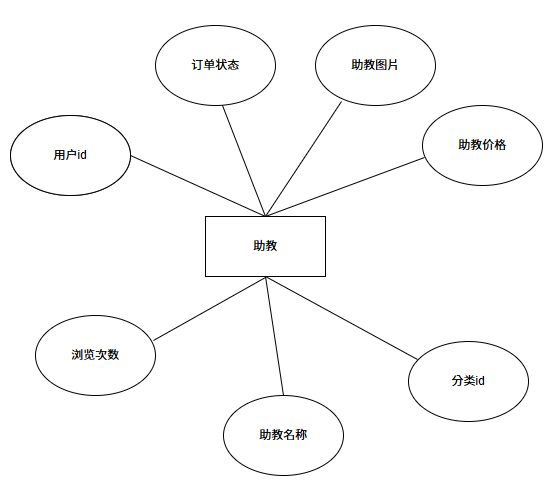 订单状态
助教图片
助教价格
用户id
助教
浏览次数
分类id
助教名称